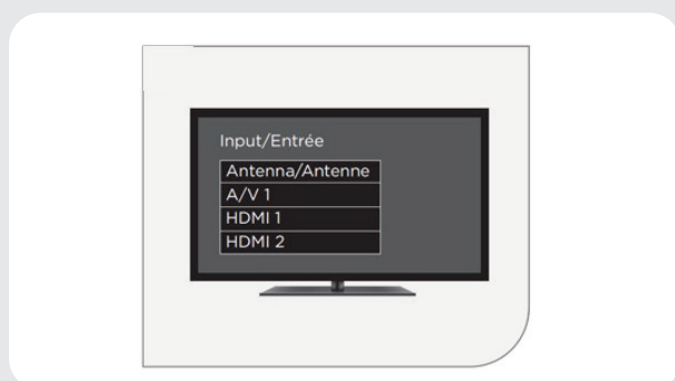 Input/Entrée
Antenna/Antenne
A/V 1
HDMI 1
HDMI 2